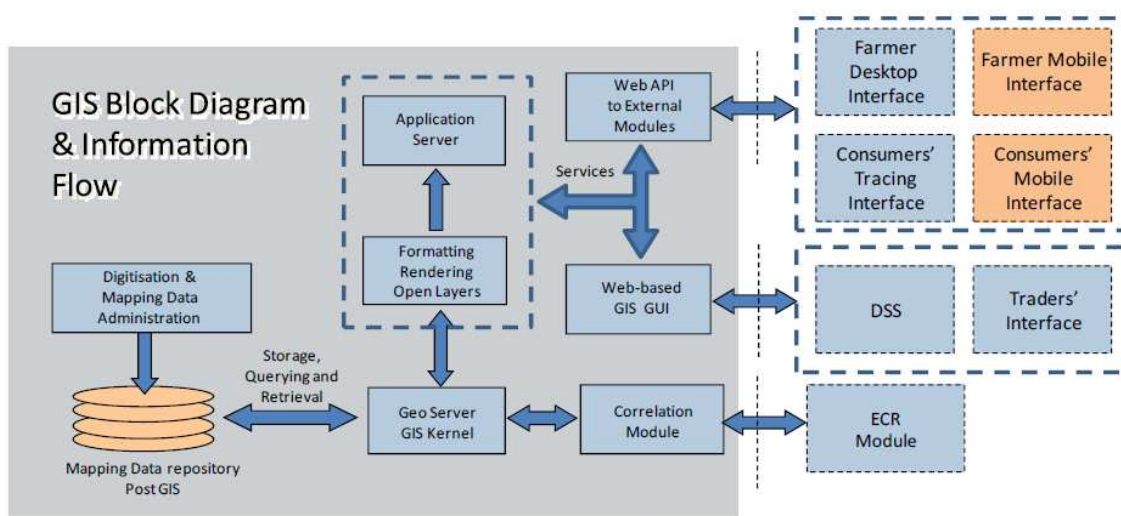 GIS Block Diagram
& Information
Flow
Application
Server
Formatting
Rendering
Open Layers
Web API
to External
Modules
Services
Web-based
GIS GUI
Digitisation &
Mapping Data
Administration
Storage,
Querying and
Retrieval
Mapping Data repository
Post GIS
Geo Server
GIS Kernel
Correlation
Module
Farmer
Desktop
Interface
Farmer Mobile
Interface
Consumers’
Tracing
Interface
Consumers’
Mobile
Interface
DSS
Traders’
Interface
ECR
Module